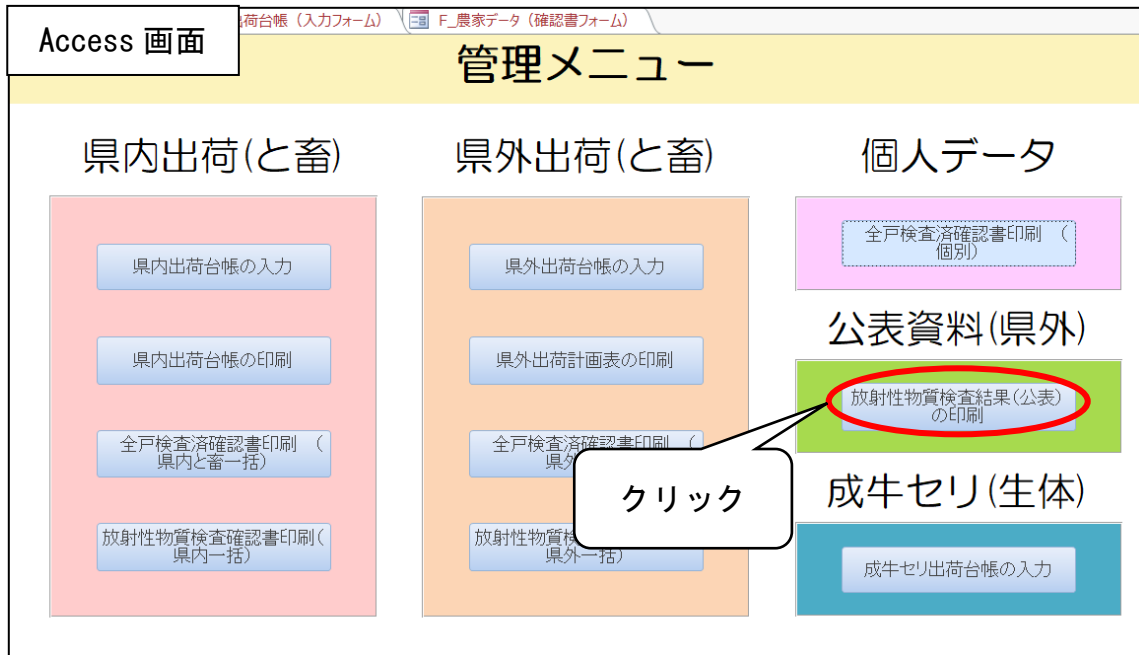 荷台帳（入力フォーム）
F_農家データ（確認書フォーム）
Access 画面
管理メニュー
県内出荷(と畜)
県内出荷台帳の入力
県内出荷台帳の印刷
全戸検査済確認書印刷　(
県内と畜一括)
放射性物質検査確認書印刷(
県内一括)
県外出荷(と畜)
県外出荷台帳の入力
県外出荷計画表の印刷
全戸検査済確認書印刷　(
県外
放射性物質検
県外一括)
個人データ
全戸検査済確認書印刷　(
個別)
公表資料(県外)
放射性物質検査結果(公表)
の印刷
クリック
成牛セリ(生体)
成牛セリ出荷台帳の入力